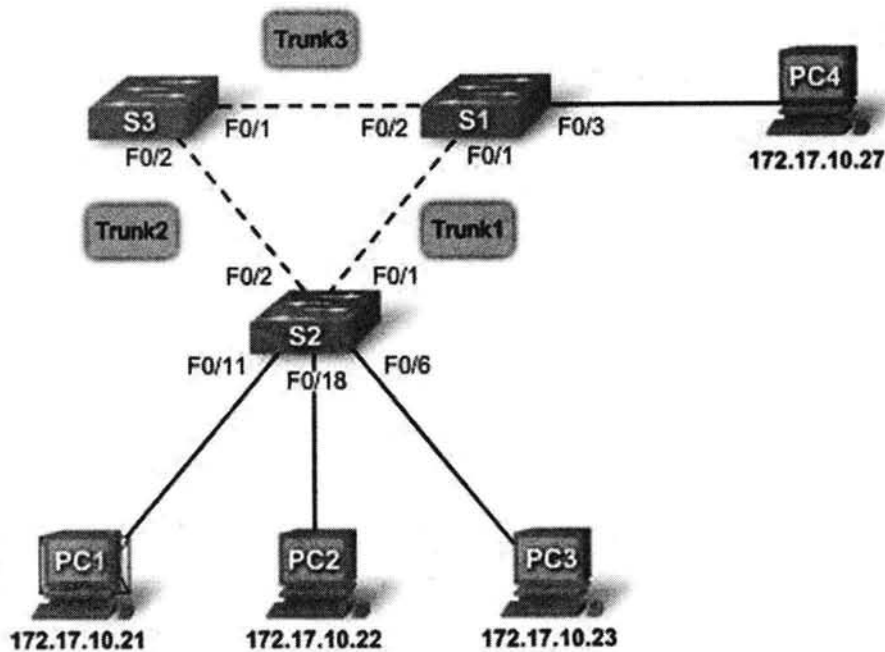 Trunk3
PC4
S3
S1
F0/1
F0/2
F0/3
F0/2
F0/1
172.17.10.27
Trunk2
Trunk1
F0/2
F0/1
S2
F0/11
F0/18
F0/6
PC1
PC2
PC3
172.17.10.21
172.17.10.22
172.17.10.23